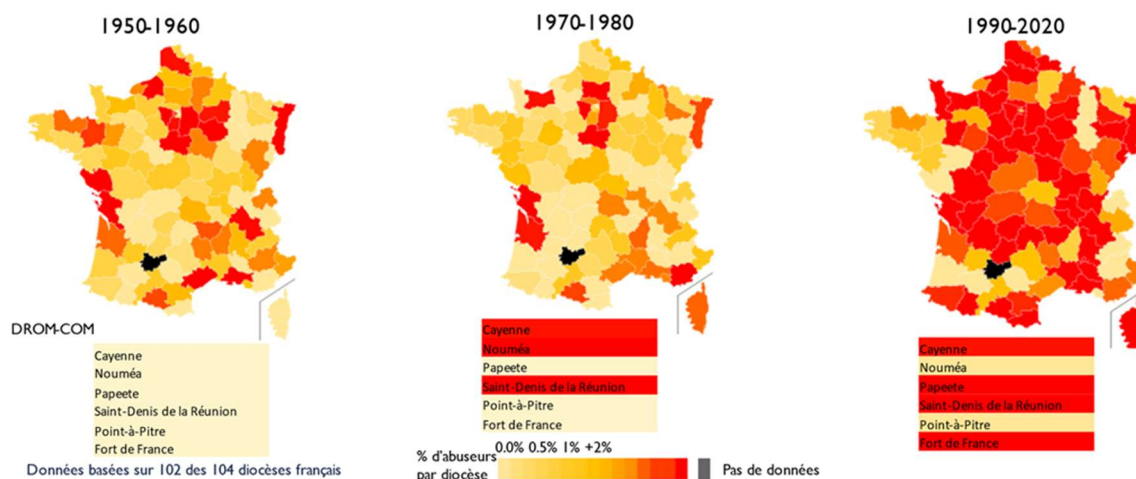 1950-1960
1970-1980
1990-2020
DROM-COM
Cayenne
Nouméa
Papeete
Saint-Denis de la Réunion
Point-à-Pitre
Fort de France
Cayenne
Nouméa
Papeete
Saint-Denis de la Réunion
Point-à-Pitre
Fort de France
Cayenne
Nouméa
Papeete
Saint-Denis de la Réunion
Point-à-Pitre
Fort de France
Données basées sur 102 des 104 diocèses français
% d'abuseurs
par diocèse
0.0% 0.5% 1% +2%
Pas de données